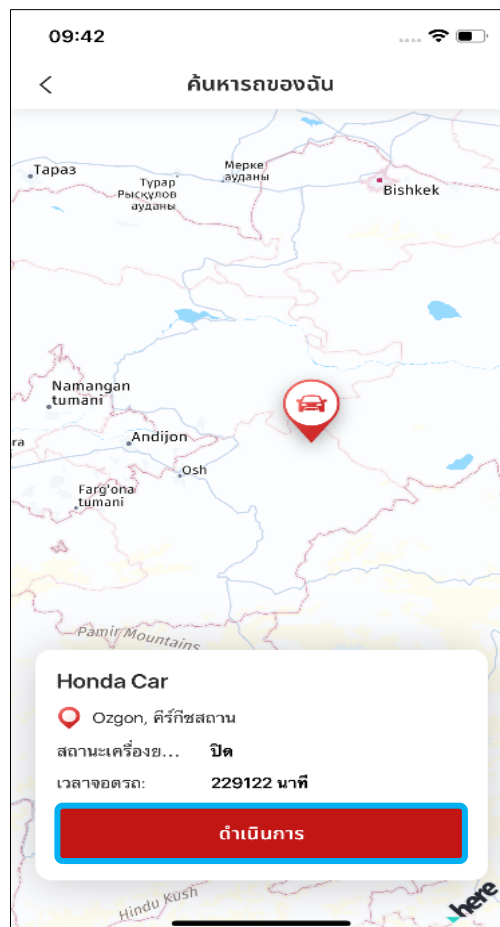 09:42
ค้นหารถของฉัน
Тараз
Мерке
ауданы
Тұрар
Рысқұлов
ауданы
Bishkek
Namangan
tumani
ra
Andijon
Osh
Farg'ona
tumani
Pamir Mountains
Honda Car
Ozgon, คีร์กีซสถาน
สถานะเครื่องย... ปิด
เวลาจอดรถ: 229122 นาที
ดำเนินการ
Hindu Kush
here